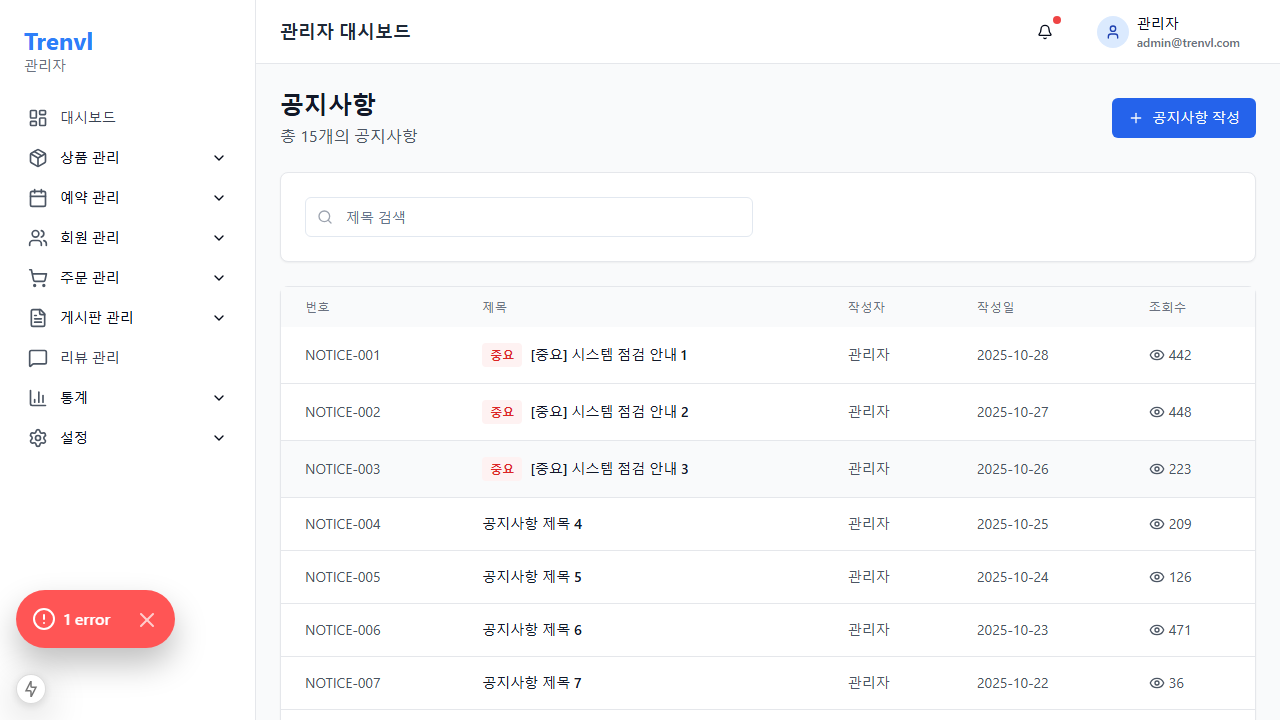 Trenvl
관리자
대시보드
상품 관리
예약 관리
회원 관리
주문 관리
게시판 관리
리뷰 관리
통계
설정
1 error
관리자 대시보드
관리자
admin@trenvl.com
공지사항
총 15개의 공지사항
공지사항 작성
제목 검색
번호 제목 작성자 작성일 조회수
NOTICE-001 중요 [중요] 시스템 점검 안내 1 관리자 2025-10-28 442
NOTICE-002 중요 [중요] 시스템 점검 안내 2 관리자 2025-10-27 448
NOTICE-003 중요 [중요] 시스템 점검 안내 3 관리자 2025-10-26 223
NOTICE-004 공지사항 제목 4 관리자 2025-10-25 209
NOTICE-005 공지사항 제목 5 관리자 2025-10-24 126
NOTICE-006 공지사항 제목 6 관리자 2025-10-23 471
NOTICE-007 공지사항 제목 7 관리자 2025-10-22 36